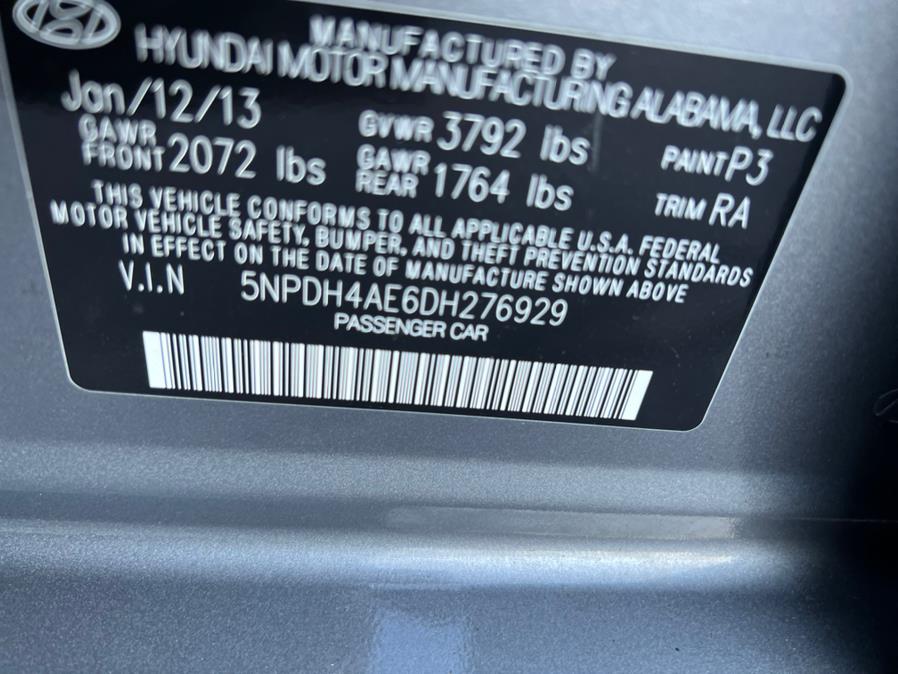 MANUFACTURED BY
HYUNDAI MOTOR MANUFACTURING ALABAMA, LLC
Jan/12/13
GVWR 3792 lbs
PAINT P3
GAWR FRONT 2072 lbs
GAWR REAR 1764 lbs
TRIM RA
THIS VEHICLE CONFORMS TO ALL APPLICABLE U.S.A. FEDERAL
MOTOR VEHICLE SAFETY, BUMPER, AND THEFT PREVENTION STANDARDS
IN EFFECT ON THE DATE OF MANUFACTURE SHOWN ABOVE
V.I.N 5NPDH4AE6DH276929
PASSENGER CAR